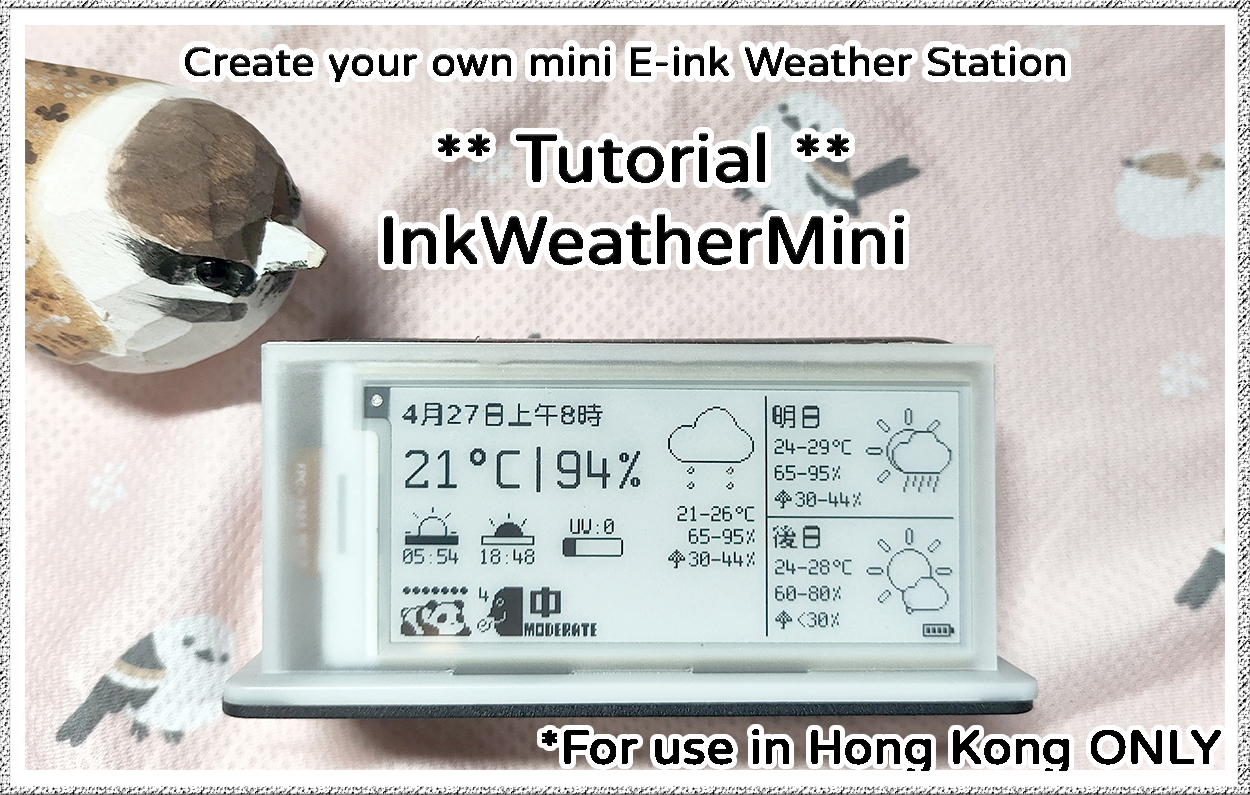 Create your own mini E-ink Weather Station
** Tutorial **
InkWeatherMini
4月27日上午8時
21°C|94%
05:54
18:48
UV:0
21-26°C
65-95%
30-44%
4
中
MODERATE
明日
24-29°C
65-95%
30-44%
後日
24-28°C
60-80%
<30%
*For use in Hong Kong ONLY